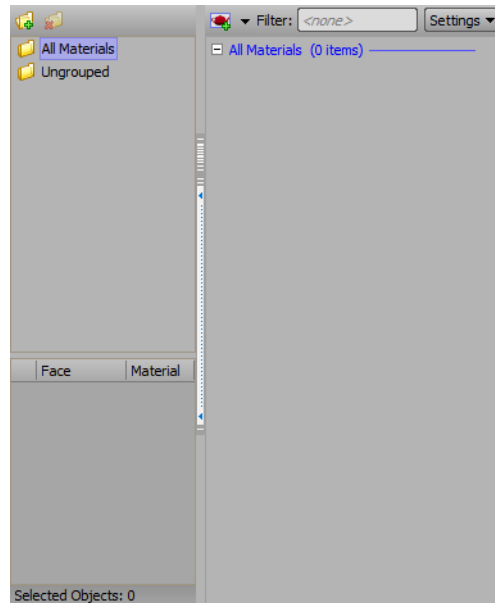 Filter: <none> Settings
All Materials
Ungrouped
All Materials (0 items)
Face Material
Selected Objects: 0